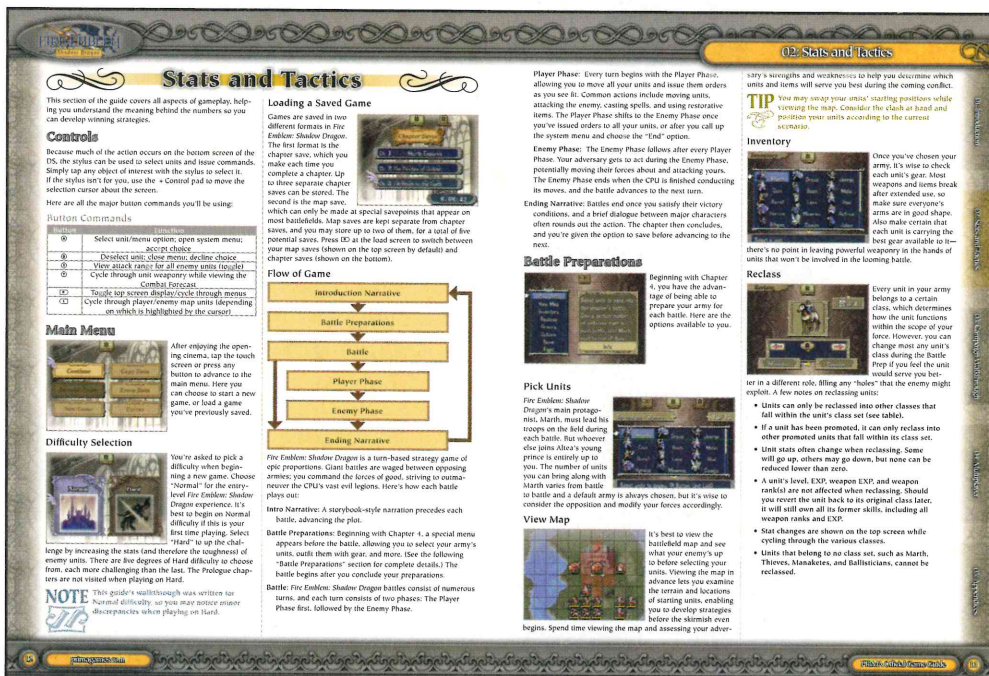 FIRE EMBLEM
Shadow Dragon
Stats and Tactics
This section of the guide covers all aspects of gameplay, help-
ing you understand the meaning behind the numbers so you
can develop winning strategies.
Controls
Because much of the action occurs on the bottom screen of the
DS, the stylus can be used to select units and issue commands.
Simply tap any object of interest with the stylus to select it.
If the stylus isn't for you, use the + Control pad to move the
selection cursor about the screen.
Here are all the major button commands you'll be using:
Button Commands
Button Function
Select unit/menu option; open system menu;
accept choice
Deselect unit; close menu; decline choice
View attack range for all enemy units (toggle)
Cycle through unit weaponry while viewing the
Combat Forecast
Toggle top screen display/cycle through menus
Cycle through player/enemy map units (depending
on which is highlighted by the cursor)
Main Menu
Continue
Copy Data
Erase Data
New Game
Extras
After enjoying the open-
ing cinema, tap the touch
screen or press any
button to advance to the
main menu. Here you
can choose to start a new
game, or load a game
you've previously saved.
Difficulty Selection
Normal
Hard
You're asked to pick a
difficulty when begin-
ning a new game. Choose
"Normal" for the entry-
level Fire Emblem: Shadow
Dragon experience. It's
best to begin on Normal
difficulty if this is your
first time playing. Select
"Hard" to up the chal-
lenge by increasing the stats (and therefore the toughness) of
enemy units. There are five degrees of Hard difficulty to choose
from, each more challenging than the last. The Prologue chap-
ters are not visited when playing on Hard.
NOTE This guide's walkthrough was written for
Normal difficulty, so you may notice minor
discrepancies when playing on Hard.
Loading a Saved Game
Games are saved in two
different formats in Fire
Emblem: Shadow Dragon.
The first format is the
chapter save, which you
make each time you
complete a chapter. Up
to three separate chapter
saves can be stored. The
second is the map save,
Chapter Saves
which can only be made at special savepoints that appear on
most battlefields. Map saves are kept separate from chapter
saves, and you may store up to two of them, for a total of five
potential saves. Press at the load screen to switch between
your map saves (shown on the top screen by default) and
chapter saves (shown on the bottom).
Flow of Game
Introduction Narrative
Battle Preparations
Battle
Player Phase
Enemy Phase
Ending Narrative
Fire Emblem: Shadow Dragon is a turn-based strategy game of
epic proportions. Giant battles are waged between opposing
armies; you command the forces of good, striving to outma-
neuver the CPU's vast evil legions. Here's how each battle
plays out:
Intro Narrative: A storybook-style narration precedes each
battle, advancing the plot.
Battle Preparations: Beginning with Chapter 4, a special menu
appears before the battle, allowing you to select your army's
units, outfit them with gear, and more. (See the following
"Battle Preparations" section for complete details.) The
battle begins after you conclude your preparations.
Battle: Fire Emblem: Shadow Dragon battles consist of numerous
turns, and each turn consists of two phases: The Player
Phase first, followed by the Enemy Phase.
primagames.com
02: Stats and Tactics
Player Phase: Every turn begins with the Player Phase,
allowing you to move all your units and issue them orders
as you see fit. Common actions include moving units,
attacking the enemy, casting spells, and using restorative
items. The Player Phase shifts to the Enemy Phase once
you've issued orders to all your units, or after you call up
the system menu and choose the "End" option.
Enemy Phase: The Enemy Phase follows after every Player
Phase. Your adversary gets to act during the Enemy Phase,
potentially moving their forces about and attacking yours.
The Enemy Phase ends when the CPU is finished conducting
its moves, and the battle advances to the next turn.
Ending Narrative: Battles end once you satisfy their victory
conditions, and a brief dialogue between major characters
often rounds out the action. The chapter then concludes,
and you're given the option to save before advancing to the
next.
Battle Preparations
Beginning with Chapter
4, you have the advan-
tage of being able to
prepare your army for
each battle. Here are the
options available to you.
Pick Units
Fire Emblem: Shadow
Dragon's main protago-
nist, Marth, must lead his
troops on the field during
each battle. But whoever
else joins Altea's young
prince is entirely up to
you. The number of units
you can bring along with
Marth varies from battle
to battle and a default army is always chosen, but it's wise to
consider the opposition and modify your forces accordingly.
View Map
It's best to view the
battlefield map and see
what your enemy's up
to before selecting your
units. Viewing the map in
advance lets you examine
the terrain and locations
of starting units, enabling
you to develop strategies
before the skirmish even
begins. Spend time viewing the map and assessing your adver-
sary's strengths and weaknesses to help you determine which
units and items will serve you best during the coming conflict.
TIP You may swap your units' starting positions while
viewing the map. Consider the clash at hand and
position your units according to the current
scenario.
Inventory
Once you've chosen your
army, it's wise to check
each unit's gear. Most
weapons and items break
after extended use, so
make sure everyone's
arms are in good shape.
Also make certain that
each unit is carrying the
best gear available to it—
there's no point in leaving powerful weaponry in the hands of
units that won't be involved in the looming battle.
Reclass
Every unit in your army
belongs to a certain
class, which determines
how the unit functions
within the scope of your
force. However, you can
change most any unit's
class during the Battle
Prep if you feel the unit
would serve you bet-
ter in a different role, filling any "holes" that the enemy might
exploit. A few notes on reclassing units:
• Units can only be reclassed into other classes that
fall within the unit's class set (see table).
• If a unit has been promoted, it can only reclass into
other promoted units that fall within its class set.
• Unit stats often change when reclassing. Some
will go up, others may go down, but none can be
reduced lower than zero.
• A unit's level, EXP, weapon EXP, and weapon
rank(s) are not affected when reclassing. Should
you revert the unit back to its original class later,
it will still own all its former skills, including all
weapon ranks and EXP.
• Stat changes are shown on the top screen while
cycling through the various classes.
• Units that belong to no class set, such as Marth,
Thieves, Manaketes, and Ballisticians, cannot be
reclassed.
PRIMA Official Game Guide